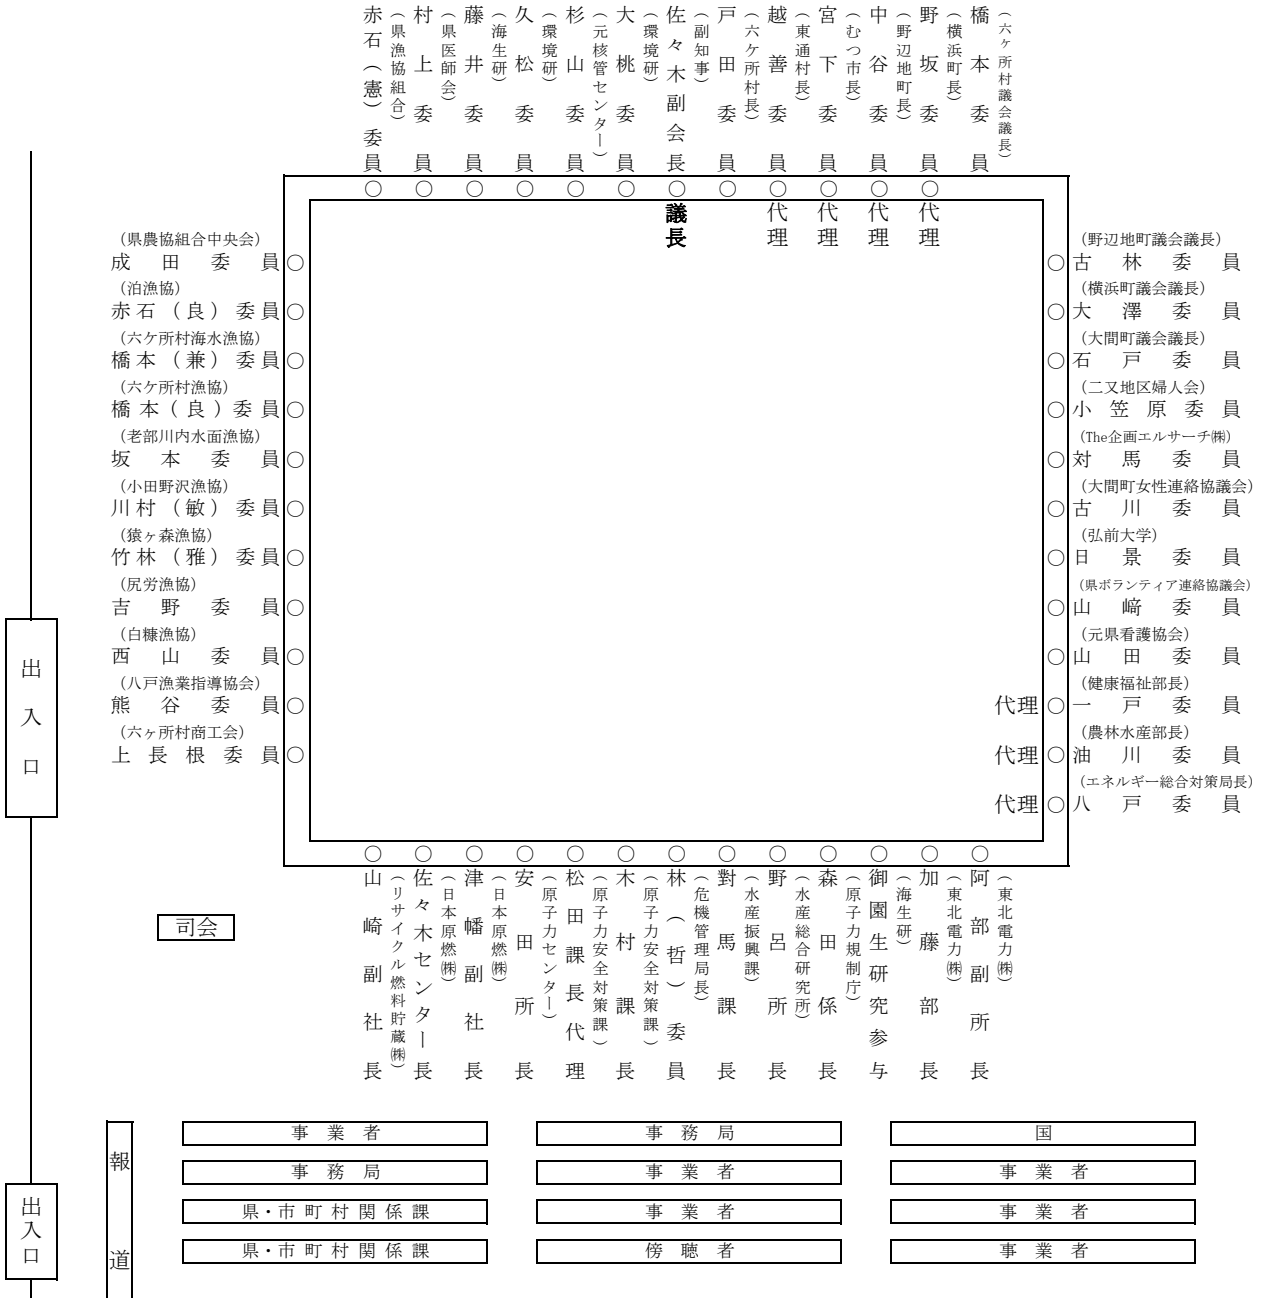 （六ヶ所村議会議長）
橋本委員
（横浜町長）
野坂委員○
（野辺地町長）
中谷委員○
（むつ市長）
宮下委員○
（東通村長）
越善委員○
（六ケ所村長）
戸田委員○
（副知事）
佐々木副会長○
（環境研）
大桃委員○
（元核管センター）
杉山委員○
（環境研）
久松委員○
（海生研）
藤井委員○
（県医師会）
村上委員○
（県漁協組合）
赤石（憲）委員○
代理
代理
代理
代理
議長
（県農協組合中央会）
成田委員○
（泊漁協）
赤石（良）委員○
（六ケ所村海水漁協）
橋本（兼）委員○
（六ケ所村漁協）
橋本（良）委員○
（老部川内水面漁協）
坂本委員○
（小田野沢漁協）
川村（敏）委員○
（猿ヶ森漁協）
竹林（雅）委員○
（尻労漁協）
吉野委員○
（白糠漁協）
西山委員○
（八戸漁業指導協会）
熊谷委員○
（六ヶ所村商工会）
上長根委員○
（野辺地町議会議長）
○古林委員
（横浜町議会議長）
○大澤委員
（大間町議会議長）
○石戸委員
（二又地区婦人会）
○小笠原委員
（The企画エルサーチ㈱）
○対馬委員
（大間町女性連絡協議会）
○古川委員
（弘前大学）
○日景委員
（県ボランティア連絡協議会）
○山﨑委員
（元県看護協会）
○山田委員
（健康福祉部長）
代理○一戸委員
（農林水産部長）
代理○油川委員
（エネルギー総合対策局長）
代理○八戸委員
出入口
司会
（東北電力㈱）
○阿部副所長
（東北電力㈱）
○加藤部長
（海生研）
○御園生研究参与
（原子力規制庁）
○森田係長
（水産総合研究所）
○野呂所長
（水産振興課）
○對馬課長
（危機管理局長）
○林（哲）委員
（原子力安全対策課）
○木村課長
（原子力安全対策課）
○松田課長代理
（原子力センター）
○安田所長
（日本原燃㈱）
○津幡副社長
（日本原燃㈱）
○佐々木センター長
（リサイクル燃料貯蔵㈱）
○山崎副社長
報道
事業者
事務局
国
事務局
事業者
事業者
県・市町村関係課
事業者
事業者
県・市町村関係課
傍聴者
事業者
出入口